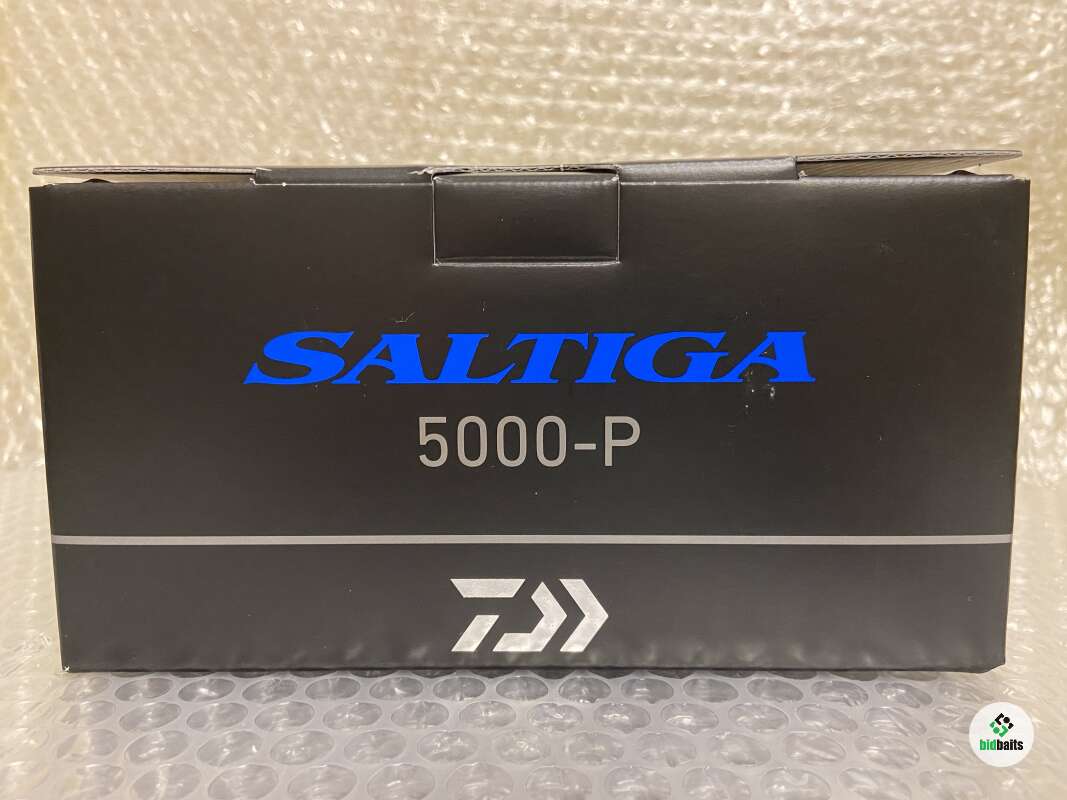 SALTIGA
5000-P
bidbaits